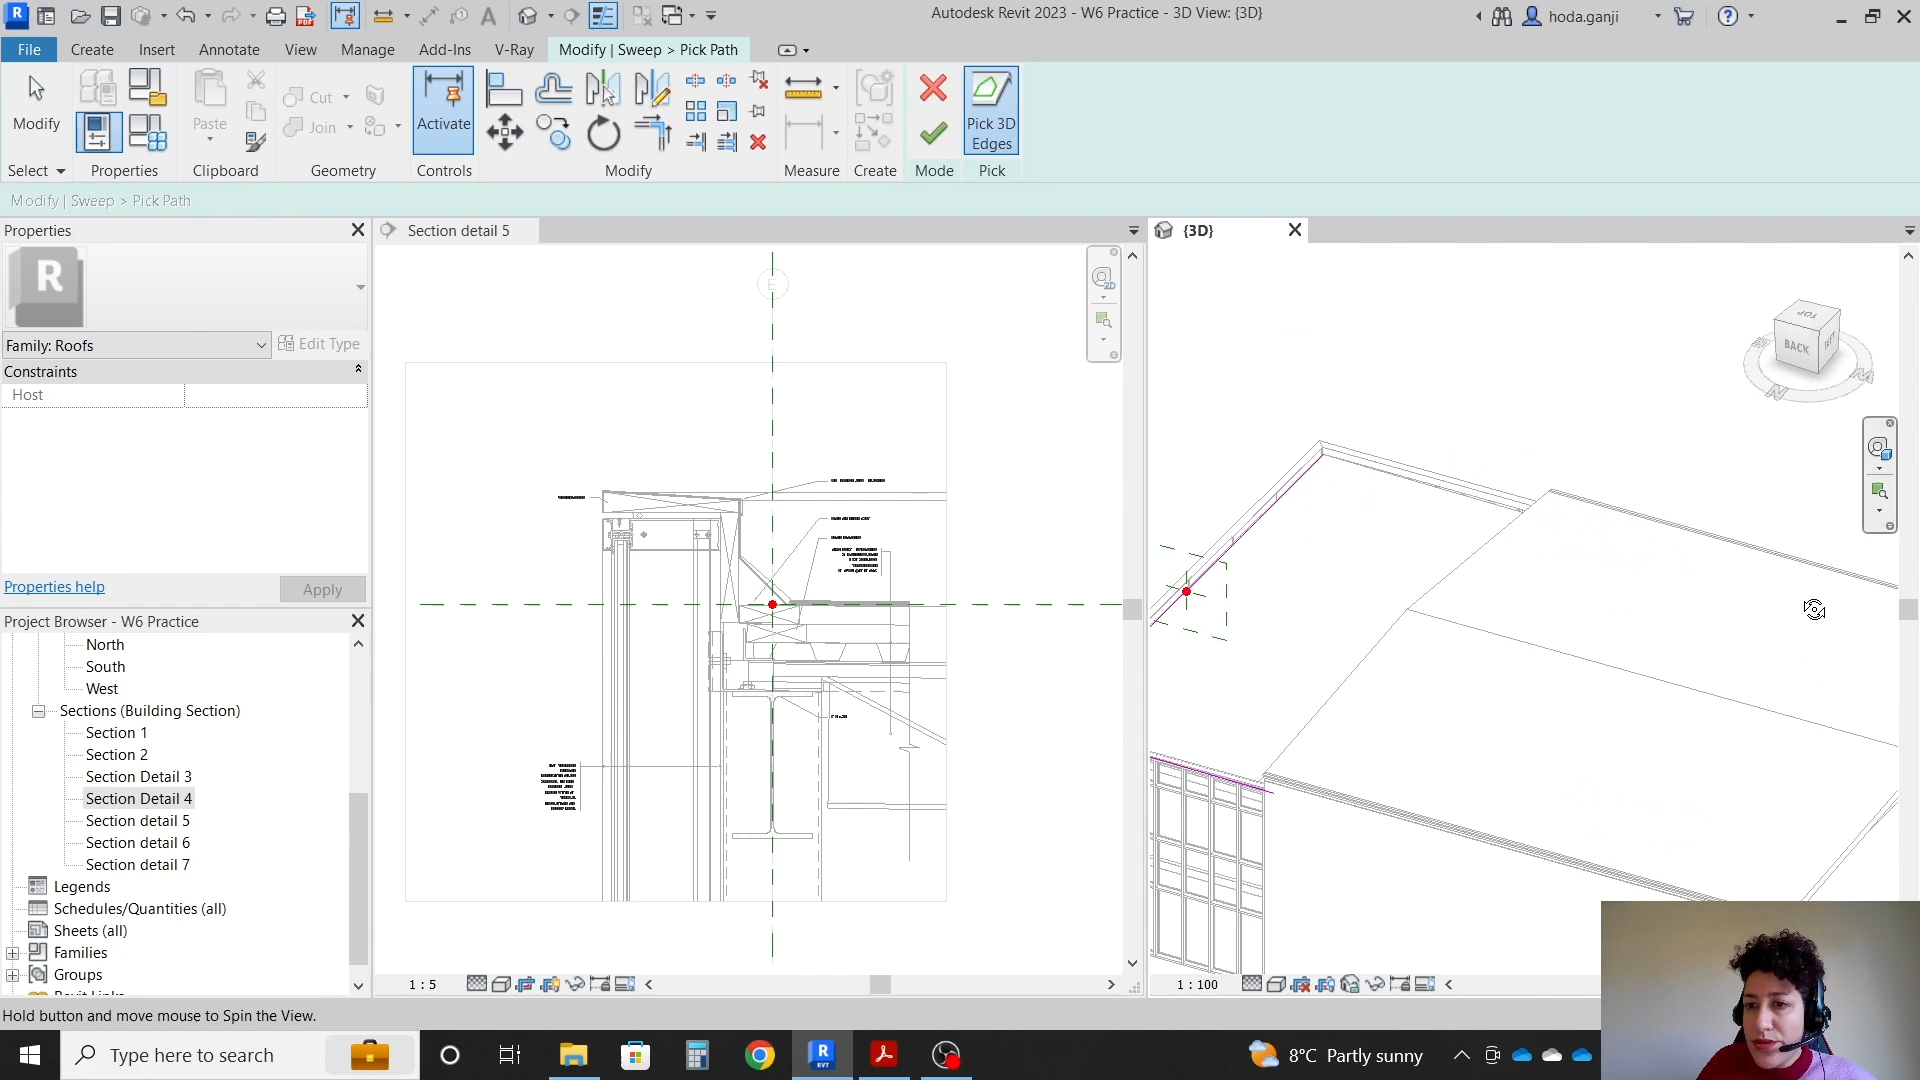 Autodesk Revit 2023 - W6 Practice - 3D View: {3D}
hoda.ganji
File Create Insert Annotate View Manage Add-Ins V-Ray Modify | Sweep > Pick Path
Modify
Paste
Cut
Join
Activate
Pick 3D
Edges
Select Properties Clipboard Geometry Controls Modify Measure Create Mode Pick
Modify | Sweep > Pick Path
Properties
Section detail 5
{3D}
R
Family: Roofs
Edit Type
Constraints
Host
Properties help
Apply
Project Browser - W6 Practice
North
South
West
Sections (Building Section)
Section 1
Section 2
Section Detail 3
Section Detail 4
Section detail 5
Section detail 6
Section detail 7
Legends
Schedules/Quantities (all)
Sheets (all)
Families
Groups
Revit Links
E
2D
TOP
BACK
LEFT
N
1 : 5
1 : 100
Hold button and move mouse to Spin the View.
Type here to search
8°C Partly sunny